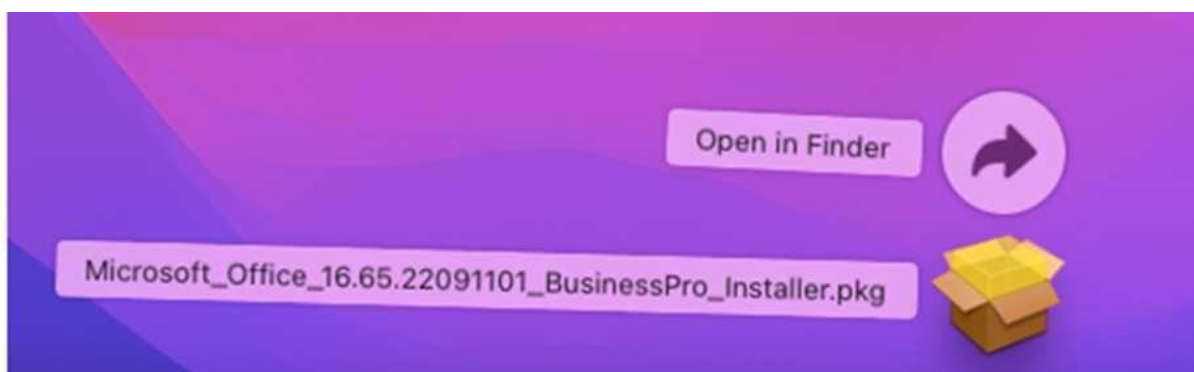 Open in Finder
Microsoft_Office_16.65.22091101_BusinessPro_Installer.pkg